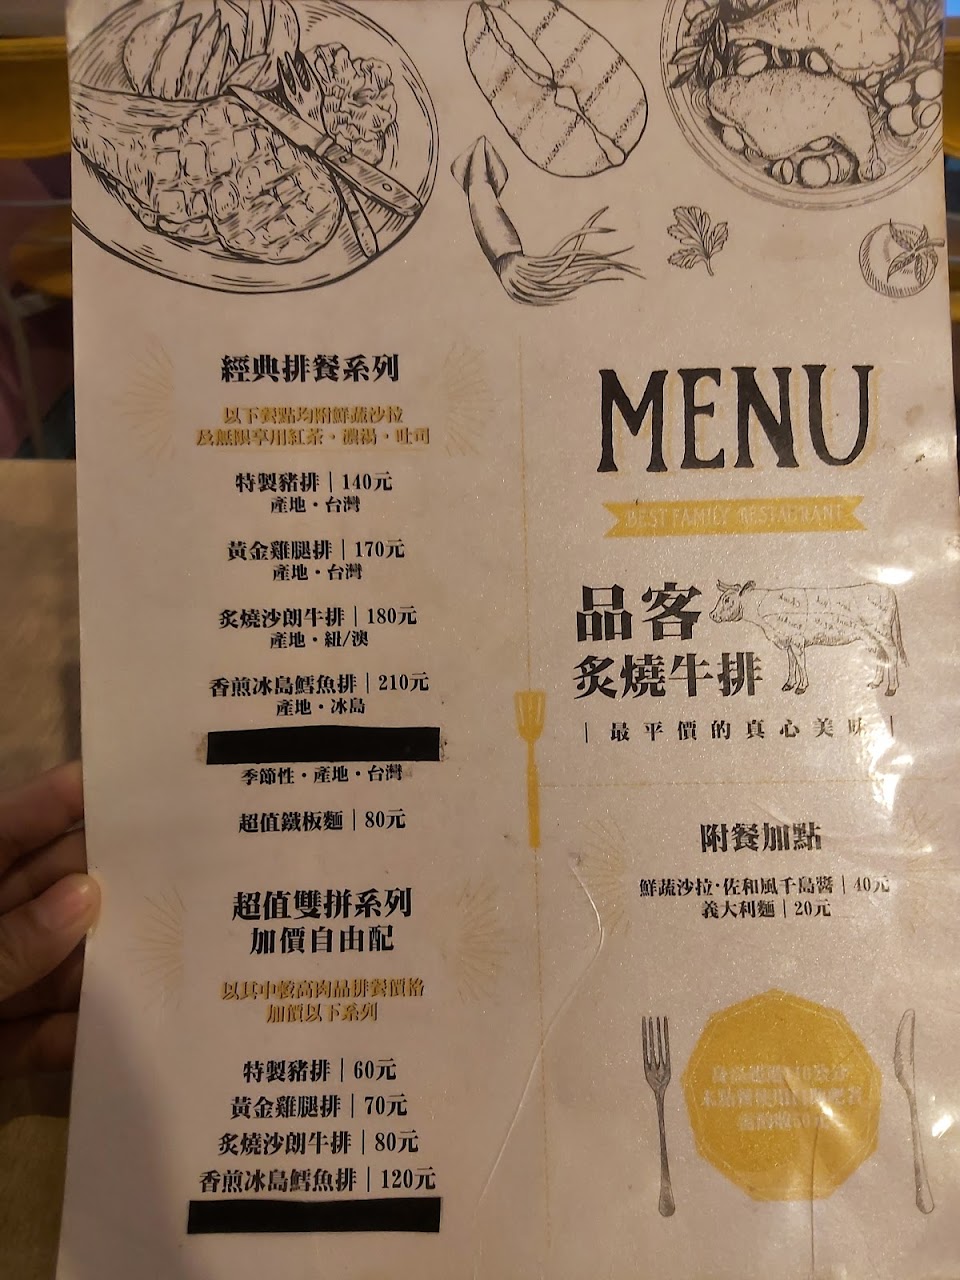 經典排餐系列
以下餐點均附鮮蔬沙拉
及無限享用紅茶・濃湯・吐司
特製豬排｜140元
產地・台灣
黃金雞腿排｜170元
產地・台灣
炙燒沙朗牛排｜180元
產地・紐/澳
香煎冰島鱈魚排｜210元
產地・冰島
季節性・產地・台灣
超值鐵板麵｜80元
超值雙拼系列
加價自由配
以其中較高肉品排餐價格
加價以下系列
特製豬排｜60元
黃金雞腿排｜70元
炙燒沙朗牛排｜80元
香煎冰島鱈魚排｜120元
MENU
BEST FAMILY RESTAURANT
品客
炙燒牛排
｜最平價的真心美味｜
附餐加點
鮮蔬沙拉·佐和風千島醬｜40元
義大利麵｜20元